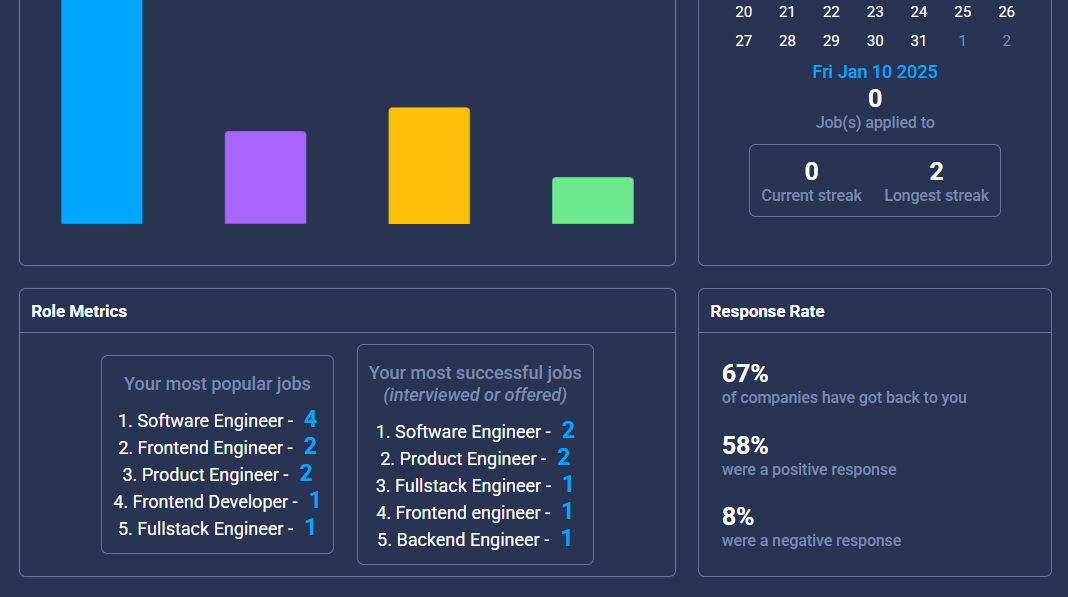 20 21 22 23 24 25 26
27 28 29 30 31 1 2
Fri Jan 10 2025
0
Job(s) applied to
0 2
Current streak Longest streak
Role Metrics
Your most popular jobs
1. Software Engineer - 4
2. Frontend Engineer - 2
3. Product Engineer - 2
4. Frontend Developer - 1
5. Fullstack Engineer - 1
Your most successful jobs
(interviewed or offered)
1. Software Engineer - 2
2. Product Engineer - 2
3. Fullstack Engineer - 1
4. Frontend engineer - 1
5. Backend Engineer - 1
Response Rate
67%
of companies have got back to you
58%
were a positive response
8%
were a negative response